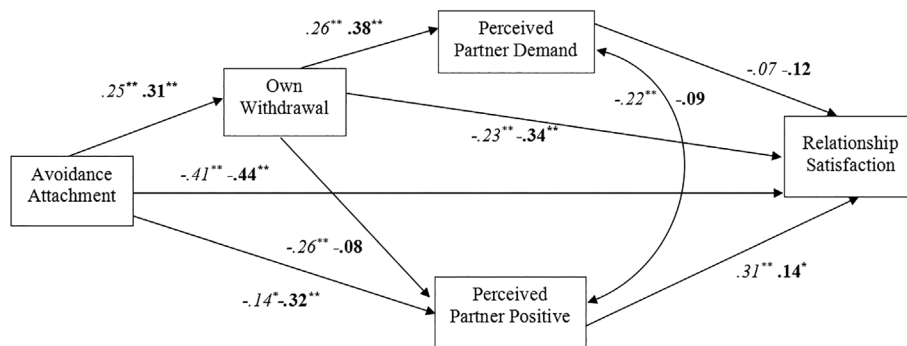 .26** .38**
Perceived
Partner Demand
-.07 -.12
.25** .31**
Own
Withdrawal
-.22** -.09
-.23** -.34**
Relationship
Satisfaction
Avoidance
Attachment
-.41** -.44**
-.26** -.08
-.14* -.32**
Perceived
Partner Positive
.31** .14*